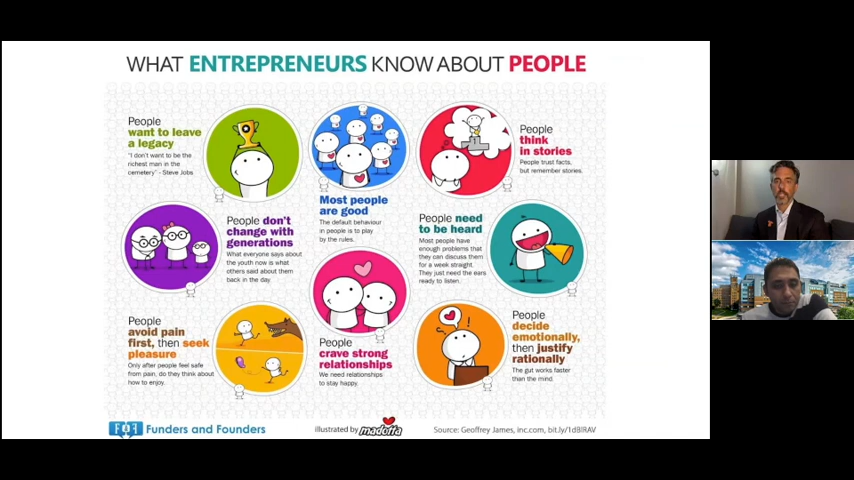 WHAT ENTREPRENEURS KNOW ABOUT PEOPLE
People
want to leave
a legacy
"I don't want to be the
richest man in the
cemetery" - Steve Jobs
Most people
are good
The default behaviour
in people is to play
by the rules.
People
think
in stories
People trust facts,
but remember stories.
People don't
change with
generations
What everyone says about
the youth now is what
others said about them
back in the day
People need
to be heard
Most people have
enough problems that
they can discuss them
for a week straight.
They just need the ears
ready to listen.
People
avoid pain
first, then seek
pleasure
Only after people feel safe
from pain, do they think about
how to enjoy.
People
crave strong
relationships
We need relationships
to stay happy.
People
decide
emotionally,
then justify
rationally
The gut works faster
than the mind.
Funders and Founders
illustrated by madoffa
Source: Geoffrey James, inc.com, bit.ly/1dBIRAV